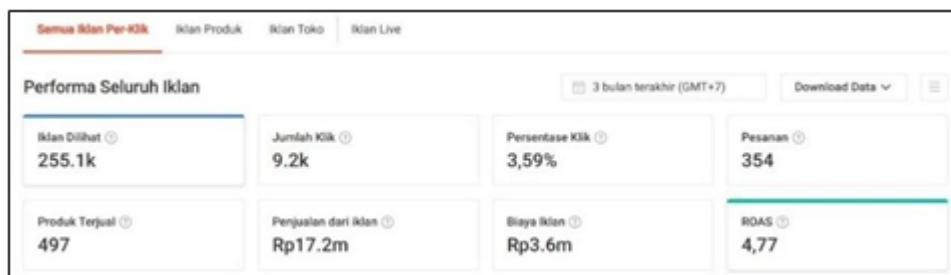 Semua Iklan Per-Klik Iklan Produk Iklan Toko Iklan Live
Performa Seluruh Iklan 3 bulan terakhir (GMT+7) Download Data
Iklan Dilihat Jumlah Klik Persentase Klik Pesanan
255.1k 9.2k 3,59% 354
Produk Terjual Penjualan dari Iklan Biaya Iklan ROAS
497 Rp17.2m Rp3.6m 4,77